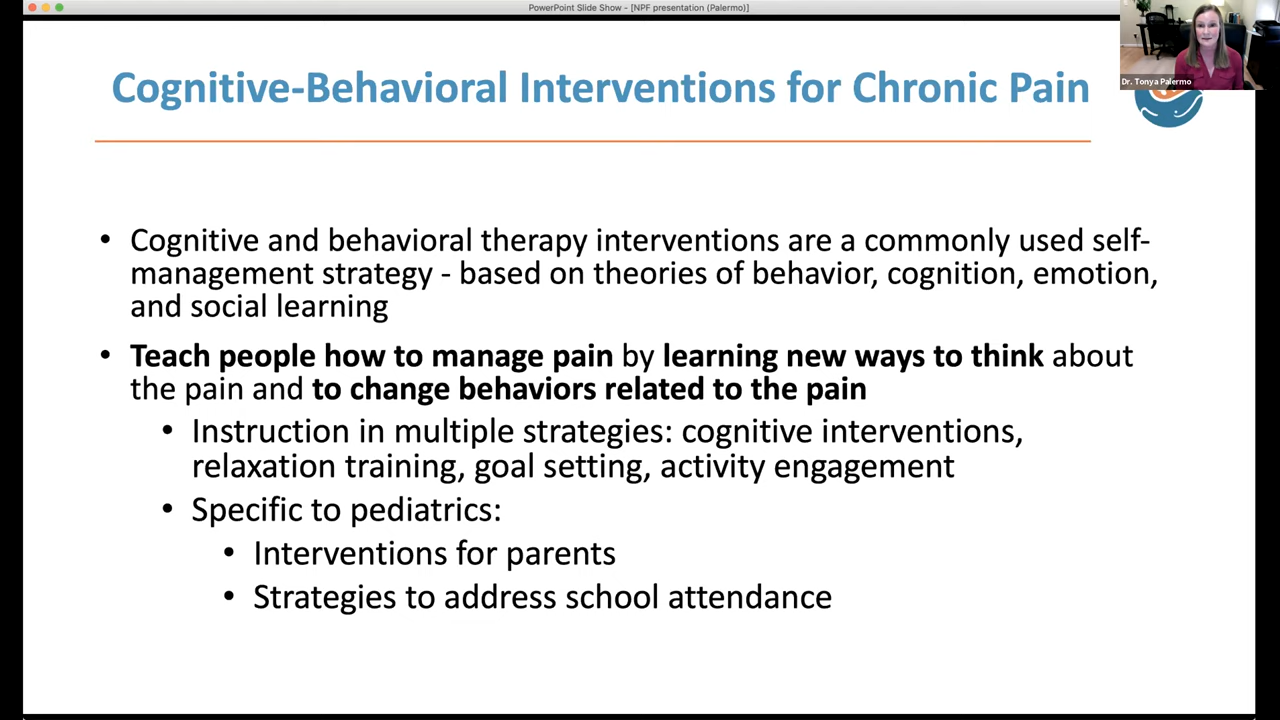 PowerPoint Slide Show - [NPF presentation (Palermo)]
Dr. Tonya Palermo
Cognitive-Behavioral Interventions for Chronic Pain
• Cognitive and behavioral therapy interventions are a commonly used self-
management strategy - based on theories of behavior, cognition, emotion,
and social learning
• Teach people how to manage pain by learning new ways to think about
the pain and to change behaviors related to the pain
• Instruction in multiple strategies: cognitive interventions,
relaxation training, goal setting, activity engagement
• Specific to pediatrics:
• Interventions for parents
• Strategies to address school attendance